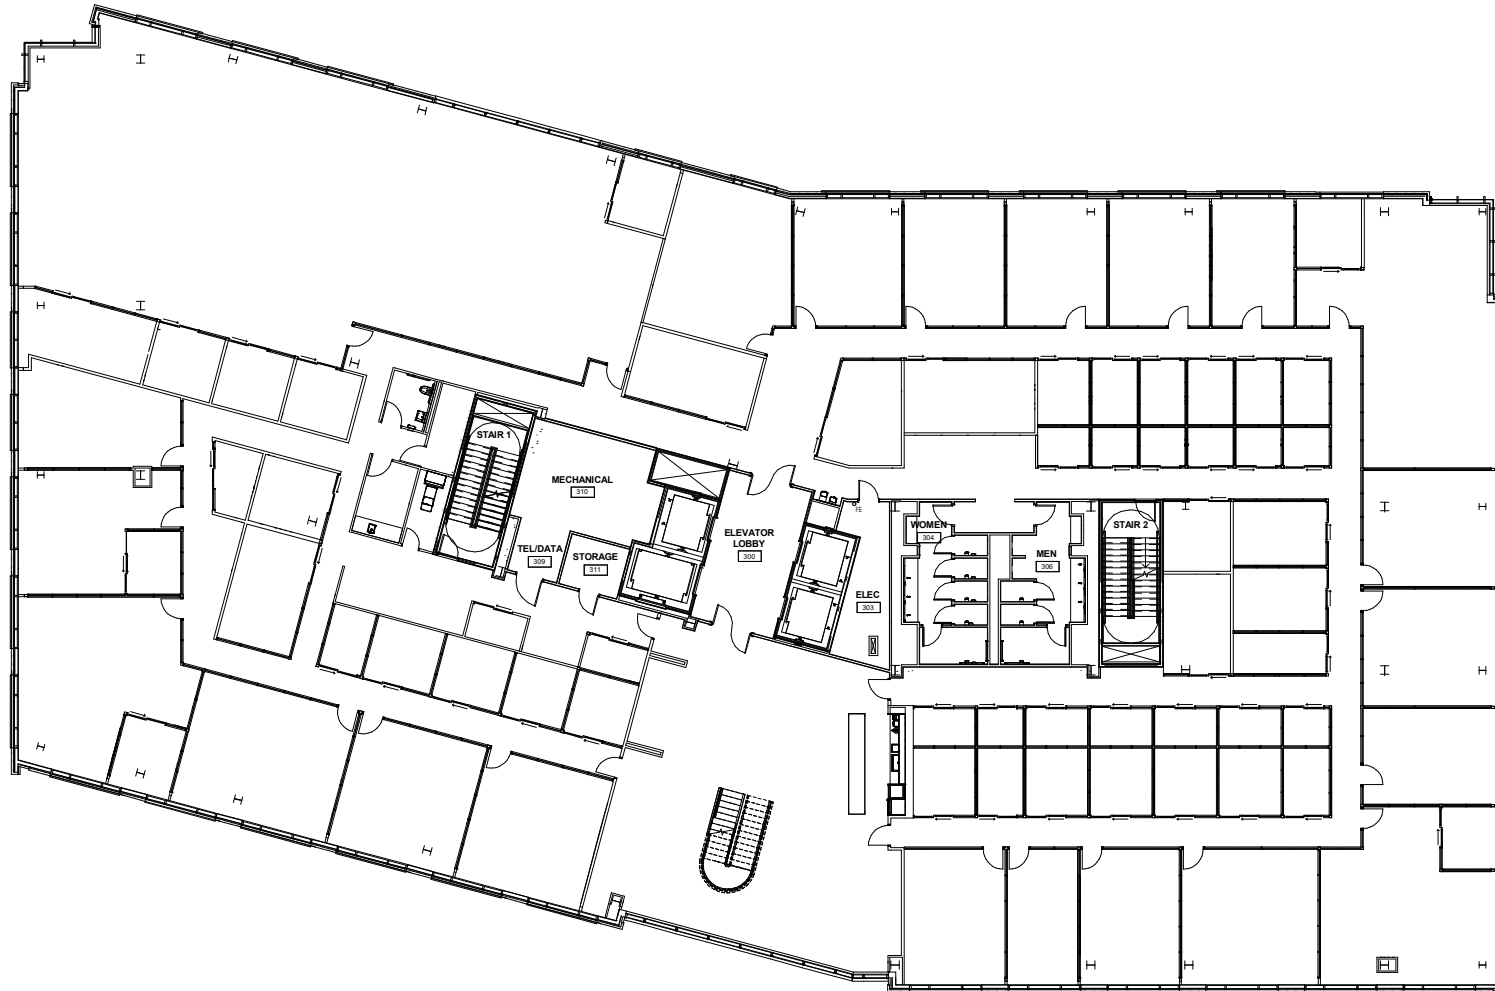 STAIR 1
MECHANICAL
310
ELEVATOR
LOBBY
300
TEL/DATA
309
STORAGE
311
FE
WOMEN
304
MEN
306
STAIR 2
ELEC
303